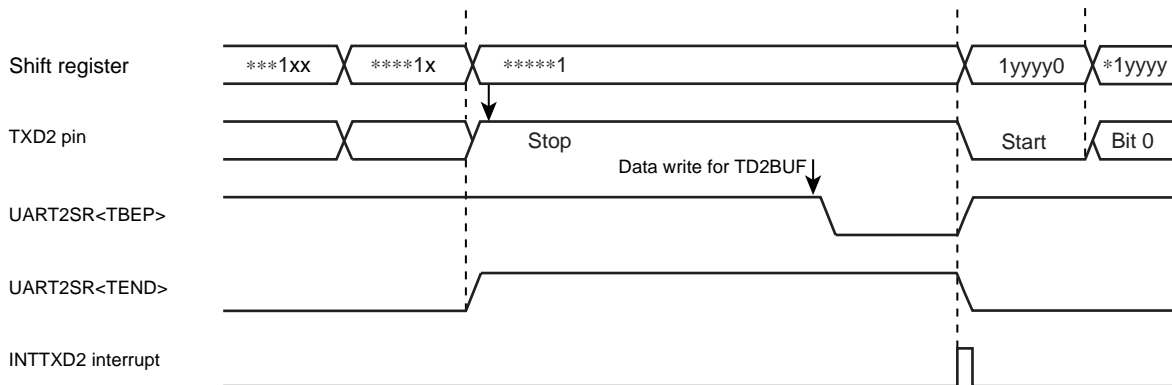 Shift register ***1xx ****1x *****1 1yyyy0 *1yyyy
TXD2 pin Stop Start Bit 0
Data write for TD2BUF
UART2SR<TBEP>
UART2SR<TEND>
INTTXD2 interrupt